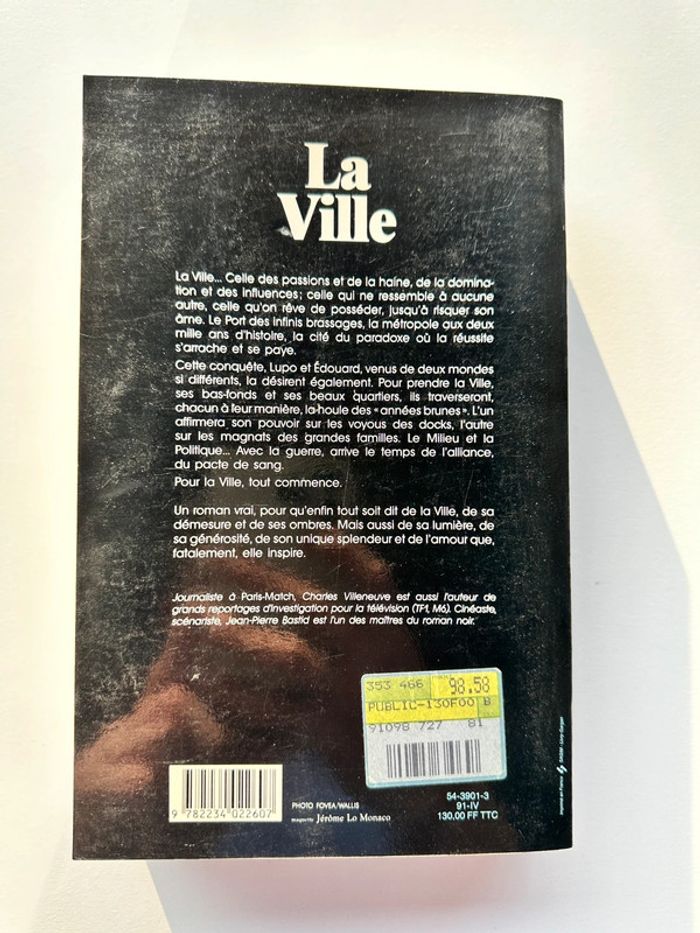 La
Ville
La Ville... Celle des passions et de la haine, de la domina-
tion et des influences; celle qui ne ressemble à aucune
autre, celle qu'on rêve de posséder, jusqu'à risquer son
âme. Le Port des infinis brassages, la métropole aux deux
mille ans d'histoire, la cité du paradoxe où la réussite
s'arrache et se paye.
Cette conquête, Lupo et Édouard, venus de deux mondes
si différents, la désirent également. Pour prendre la Ville,
ses bas-fonds et ses beaux quartiers, ils traverseront,
chacun à leur manière, la houle des «années brunes». L'un
affirmera son pouvoir sur les voyous des docks, l'autre
sur les magnats des grandes familles. Le Milieu et la
Politique... Avec la guerre, arrive le temps de l'alliance,
du pacte de sang.
Pour la Ville, tout commence.
Un roman vrai, pour qu'enfin tout soit dit de la Ville, de sa
démesure et de ses ombres. Mais aussi de sa lumière, de
sa générosité, de son unique splendeur et de l'amour que,
fatalement, elle inspire.
Journaliste à Paris-Match, Charles Villeneuve est aussi l'auteur de
grands reportages d'investigation pour la télévision (TF1, M6). Cinéaste,
scénariste, Jean-Pierre Bastid est l'un des maîtres du roman noir.
353 466 98.58
PUBLIC-130F00 B
91098 727 81
9 782234 022607
PHOTO FOVEA/WALLIS
maquette Jérôme Lo Monaco
54-3901-3
91-IV
130.00 FF TTC
Imprimé en France